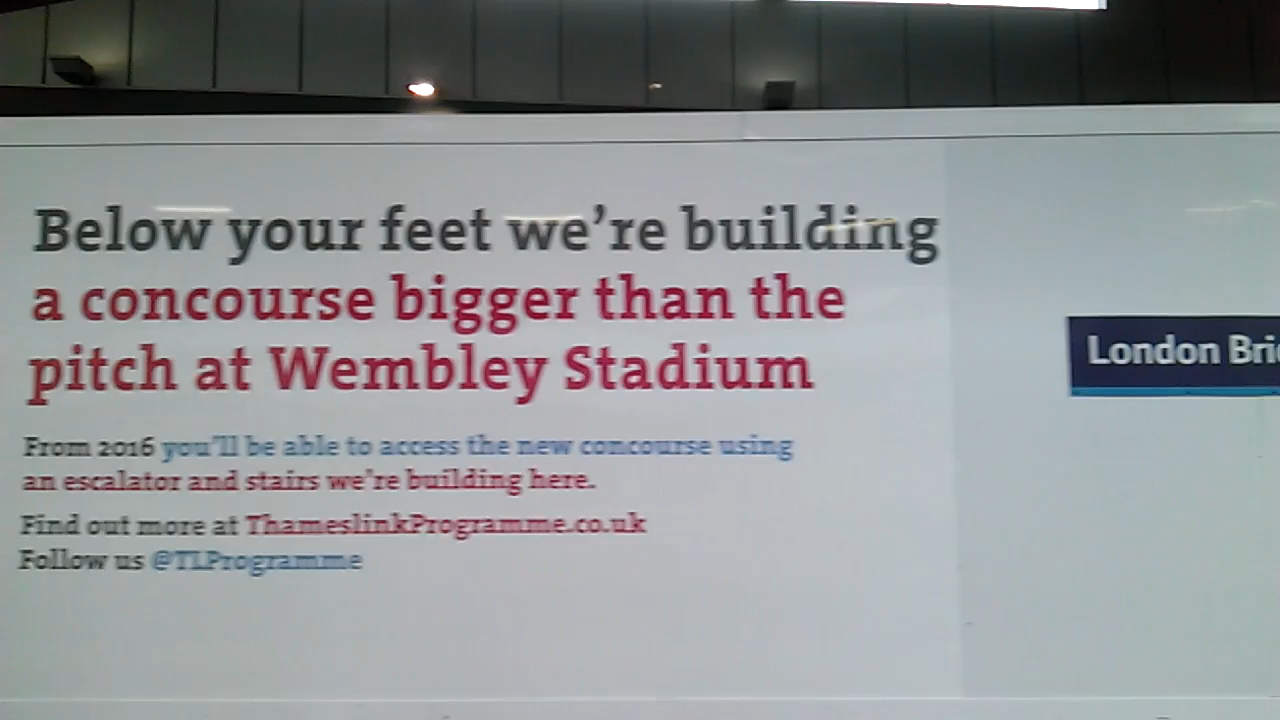 Below your feet we're building
a concourse bigger than the
pitch at Wembley Stadium
From 2016 you'll be able to access the new concourse using
an escalator and stairs we're building here.
Find out more at ThameslinkProgramme.co.uk
Follow us @TLProgramme
London